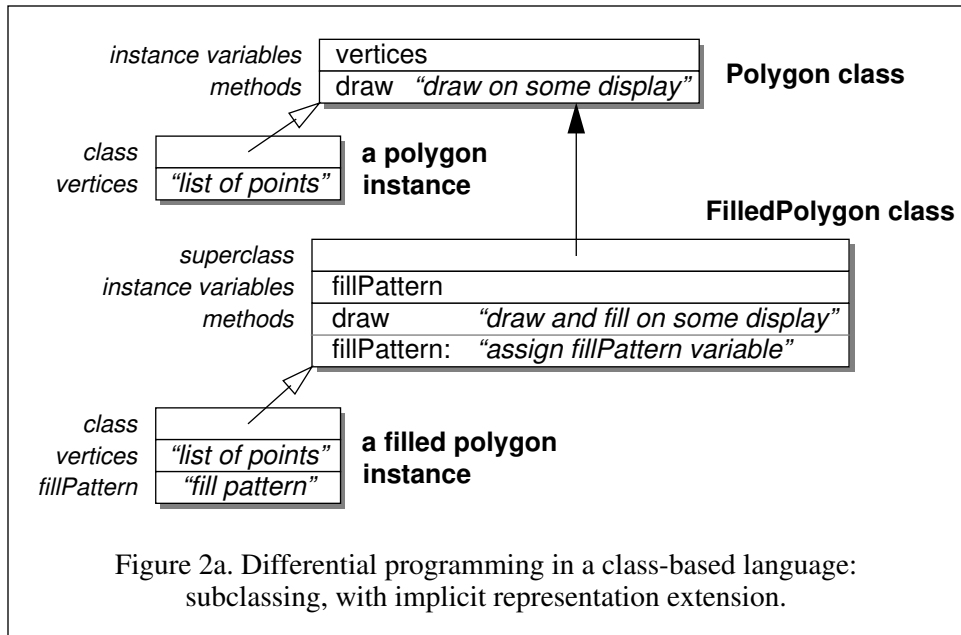 instance variables vertices
Polygon class
methods draw “draw on some display”
class a polygon
vertices “list of points” instance
FilledPolygon class
superclass
instance variables fillPattern
methods draw “draw and fill on some display”
fillPattern: “assign fillPattern variable”
class
a filled polygon
vertices “list of points”
instance
fillPattern “fill pattern”
Figure 2a. Differential programming in a class-based language:
subclassing, with implicit representation extension.